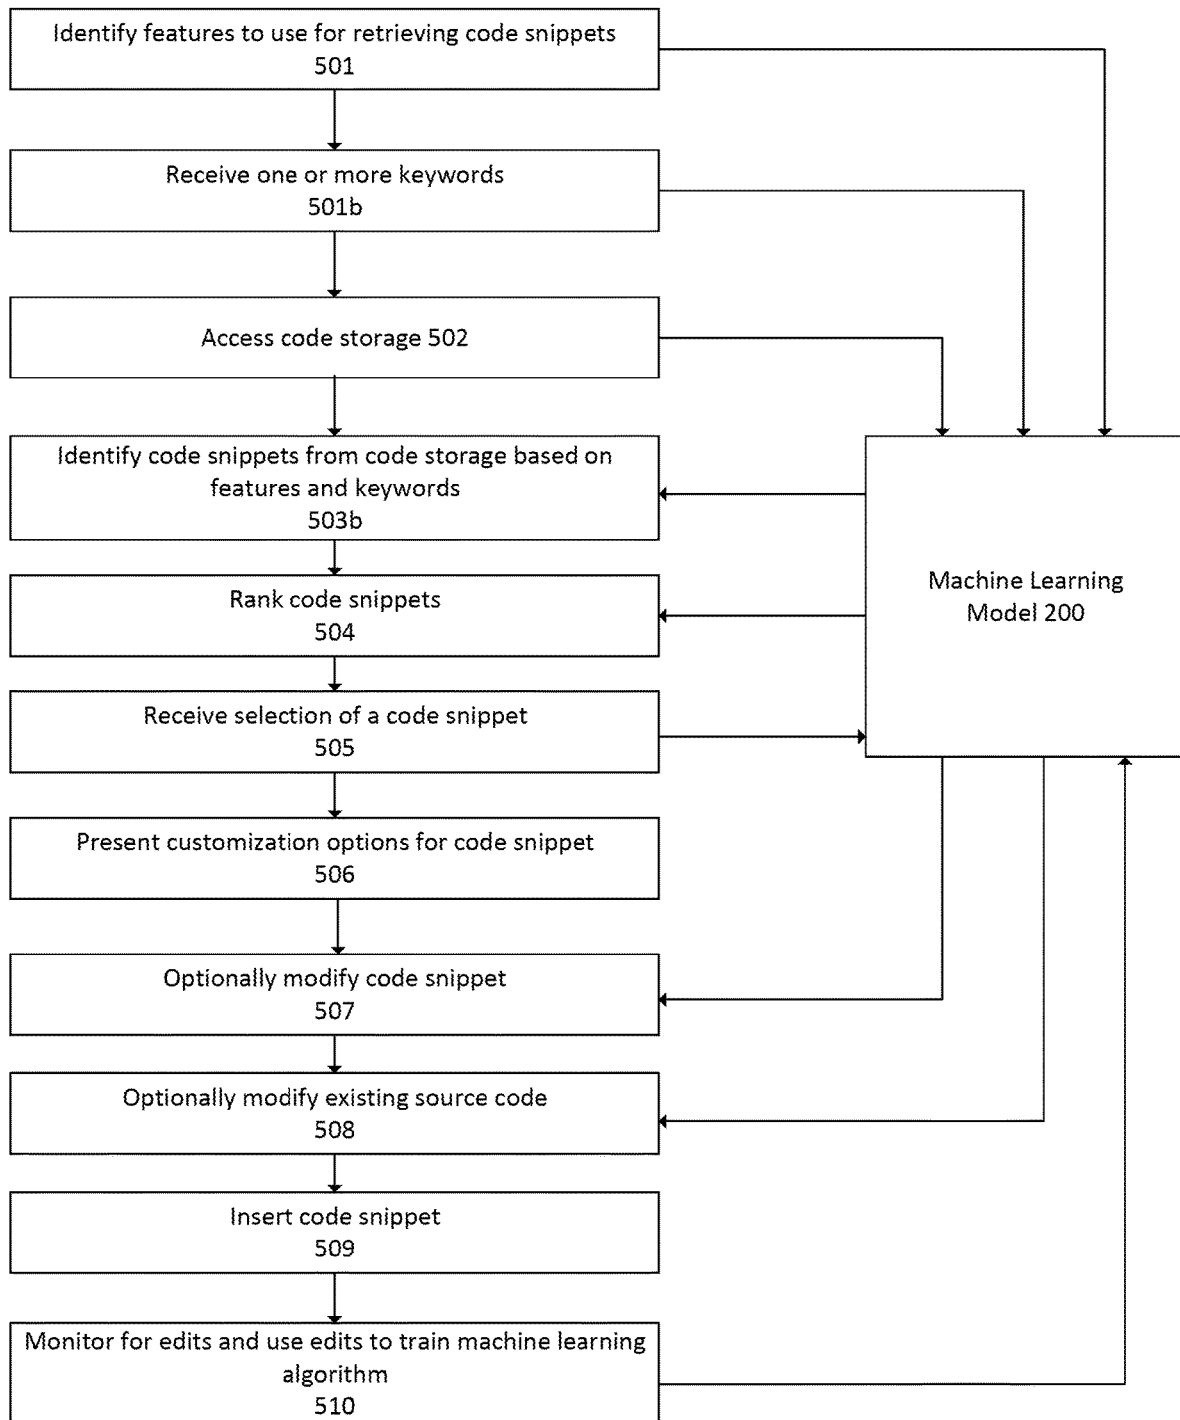 Identify features to use for retrieving code snippets
501
Receive one or more keywords
501b
Access code storage 502
Identify code snippets from code storage based on
features and keywords
503b
Rank code snippets
504
Machine Learning
Model 200
Receive selection of a code snippet
505
Present customization options for code snippet
506
Optionally modify code snippet
507
Optionally modify existing source code
508
Insert code snippet
509
Monitor for edits and use edits to train machine learning
algorithm
510